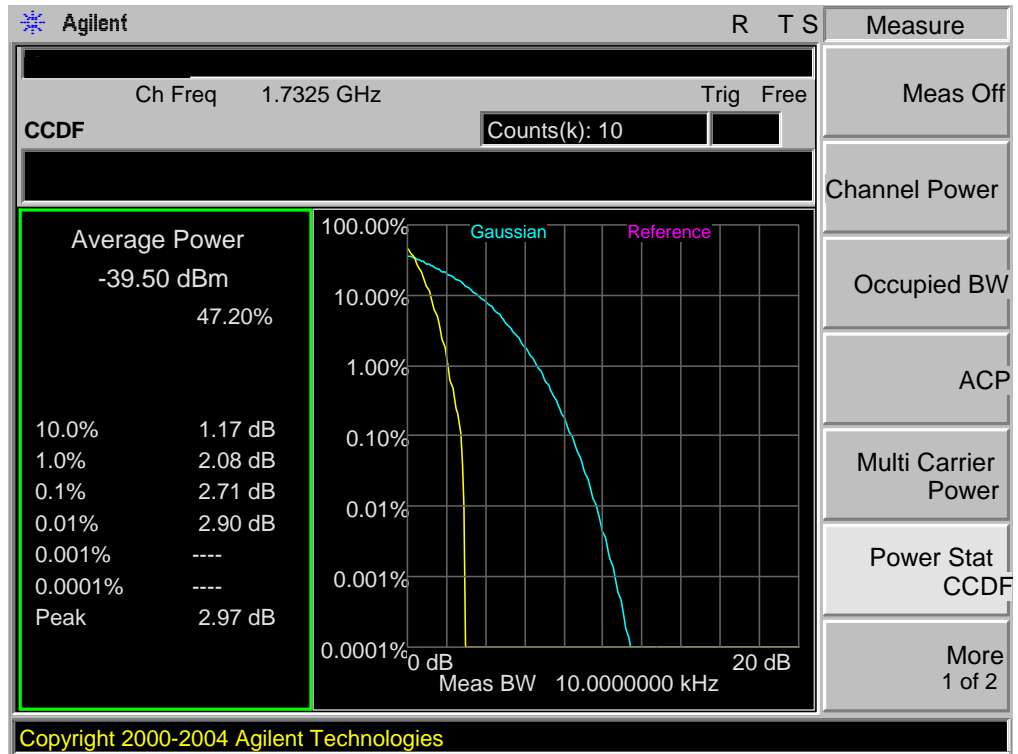 Agilent R T S Measure
Ch Freq 1.7325 GHz Trig Free
CCDF Counts(k): 10
Meas Off
Channel Power
Occupied BW
ACP
Multi Carrier
Power
Power Stat
CCDF
More
1 of 2
Average Power
-39.50 dBm
47.20%
10.0% 1.17 dB
1.0% 2.08 dB
0.1% 2.71 dB
0.01% 2.90 dB
0.001% ----
0.0001% ----
Peak 2.97 dB
Gaussian Reference
100.00%
10.00%
1.00%
0.10%
0.01%
0.001%
0.0001%
0 dB 20 dB
Meas BW 10.0000000 kHz
Copyright 2000-2004 Agilent Technologies